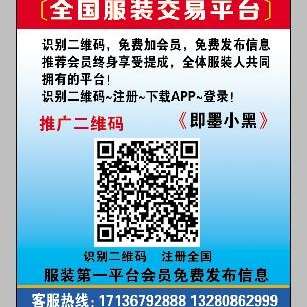 〔全国服装交易平台〕
识别二维码，免费加会员，免费发布信息
推荐会员终身享受提成，全体服装人共同
拥有的平台！
识别二维码~注册~下载APP~登录！
推广二维码 《即墨小黑》
识别二维码 注册全国
服装第一平台会员免费发布信息
客服热线：17136792888 13280862999